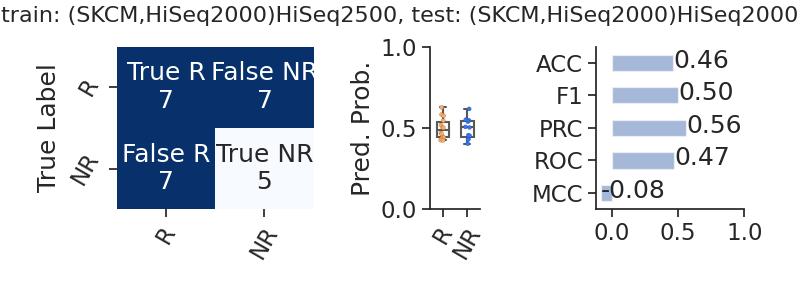 train: (SKCM,HiSeq2000)HiSeq2500, test: (SKCM,HiSeq2000)HiSeq2000
True Label
R
NR
True R
7
False NR
7
False R
7
True NR
5
R
NR
Pred. Prob.
1.0
0.5
0.0
R
NR
ACC
0.46
F1
0.50
PRC
0.56
ROC
0.47
MCC
-0.08
0.0
0.5
1.0